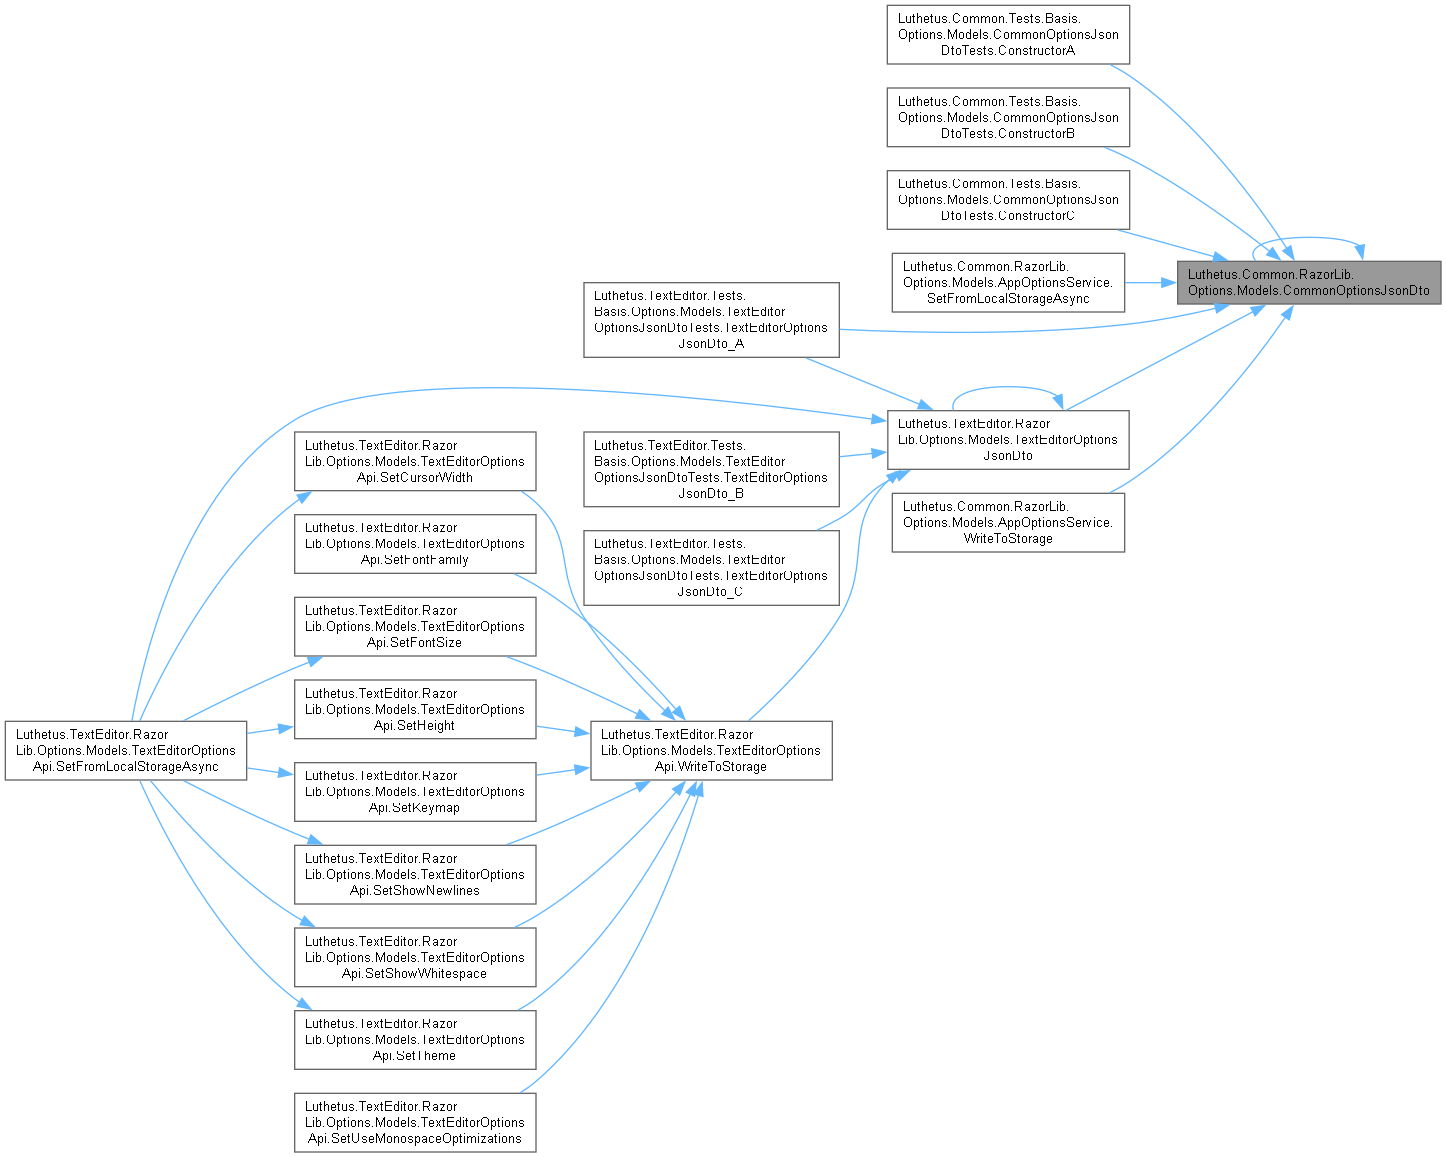 Luthetus.Common.Tests.Basis.
Options.Models.CommonOptionsJson
DtoTests.ConstructorA
Luthetus.Common.Tests.Basis.
Options.Models.CommonOptionsJson
DtoTests.ConstructorB
Luthetus.Common.Tests.Basis.
Options.Models.CommonOptionsJson
DtoTests.ConstructorC
Luthetus.Common.RazorLib.
Options.Models.AppOptionsService.
SetFromLocalStorageAsync
Luthetus.Common.RazorLib.
Options.Models.CommonOptionsJsonDto
Luthetus.TextEditor.Tests.
Basis.Options.Models.TextEditor
OptionsJsonDtoTests.TextEditorOptions
JsonDto_A
Luthetus.TextEditor.Razor
Lib.Options.Models.TextEditorOptions
JsonDto
Luthetus.TextEditor.Tests.
Basis.Options.Models.TextEditor
OptionsJsonDtoTests.TextEditorOptions
JsonDto_B
Luthetus.Common.RazorLib.
Options.Models.AppOptionsService.
WriteToStorage
Luthetus.TextEditor.Tests.
Basis.Options.Models.TextEditor
OptionsJsonDtoTests.TextEditorOptions
JsonDto_C
Luthetus.TextEditor.Razor
Lib.Options.Models.TextEditorOptions
Api.SetCursorWidth
Luthetus.TextEditor.Razor
Lib.Options.Models.TextEditorOptions
Api.SetFontFamily
Luthetus.TextEditor.Razor
Lib.Options.Models.TextEditorOptions
Api.SetFontSize
Luthetus.TextEditor.Razor
Lib.Options.Models.TextEditorOptions
Api.SetHeight
Luthetus.TextEditor.Razor
Lib.Options.Models.TextEditorOptions
Api.SetFromLocalStorageAsync
Luthetus.TextEditor.Razor
Lib.Options.Models.TextEditorOptions
Api.WriteToStorage
Luthetus.TextEditor.Razor
Lib.Options.Models.TextEditorOptions
Api.SetKeymap
Luthetus.TextEditor.Razor
Lib.Options.Models.TextEditorOptions
Api.SetShowNewlines
Luthetus.TextEditor.Razor
Lib.Options.Models.TextEditorOptions
Api.SetShowWhitespace
Luthetus.TextEditor.Razor
Lib.Options.Models.TextEditorOptions
Api.SetTheme
Luthetus.TextEditor.Razor
Lib.Options.Models.TextEditorOptions
Api.SetUseMonospaceOptimizations